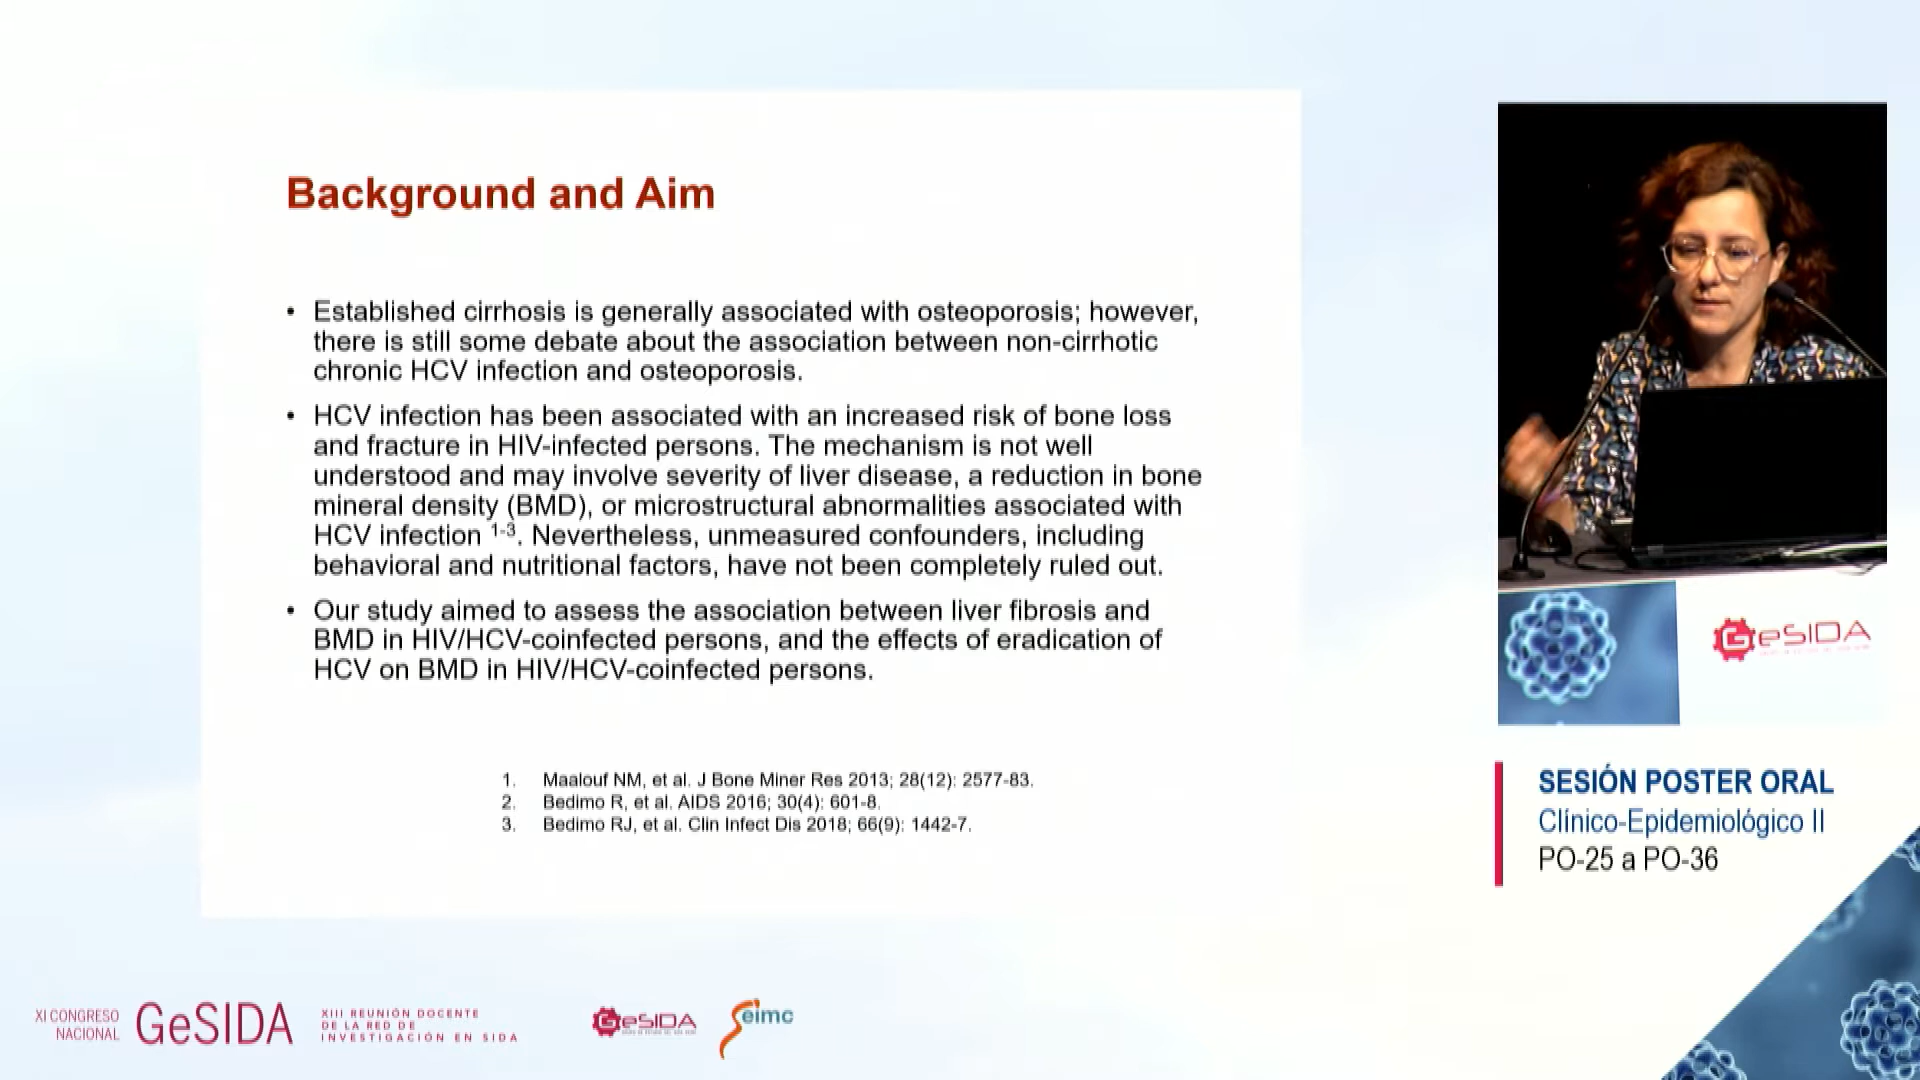 Background and Aim
• Established cirrhosis is generally associated with osteoporosis; however,
there is still some debate about the association between non-cirrhotic
chronic HCV infection and osteoporosis.
• HCV infection has been associated with an increased risk of bone loss
and fracture in HIV-infected persons. The mechanism is not well
understood and may involve severity of liver disease, a reduction in bone
mineral density (BMD), or microstructural abnormalities associated with
HCV infection 1-3. Nevertheless, unmeasured confounders, including
behavioral and nutritional factors, have not been completely ruled out.
• Our study aimed to assess the association between liver fibrosis and
BMD in HIV/HCV-coinfected persons, and the effects of eradication of
HCV on BMD in HIV/HCV-coinfected persons.
1. Maalouf NM, et al. J Bone Miner Res 2013; 28(12): 2577-83.
2. Bedimo R, et al. AIDS 2016; 30(4): 601-8.
3. Bedimo RJ, et al. Clin Infect Dis 2018; 66(9): 1442-7.
GeSIDA
SESIÓN POSTER ORAL
Clínico-Epidemiológico II
PO-25 a PO-36
XI CONGRESO
NACIONAL
GeSIDA
XIII REUNIÓN DOCENTE
DE LA RED DE
INVESTIGACIÓN EN SIDA
GeSIDA
Seimc